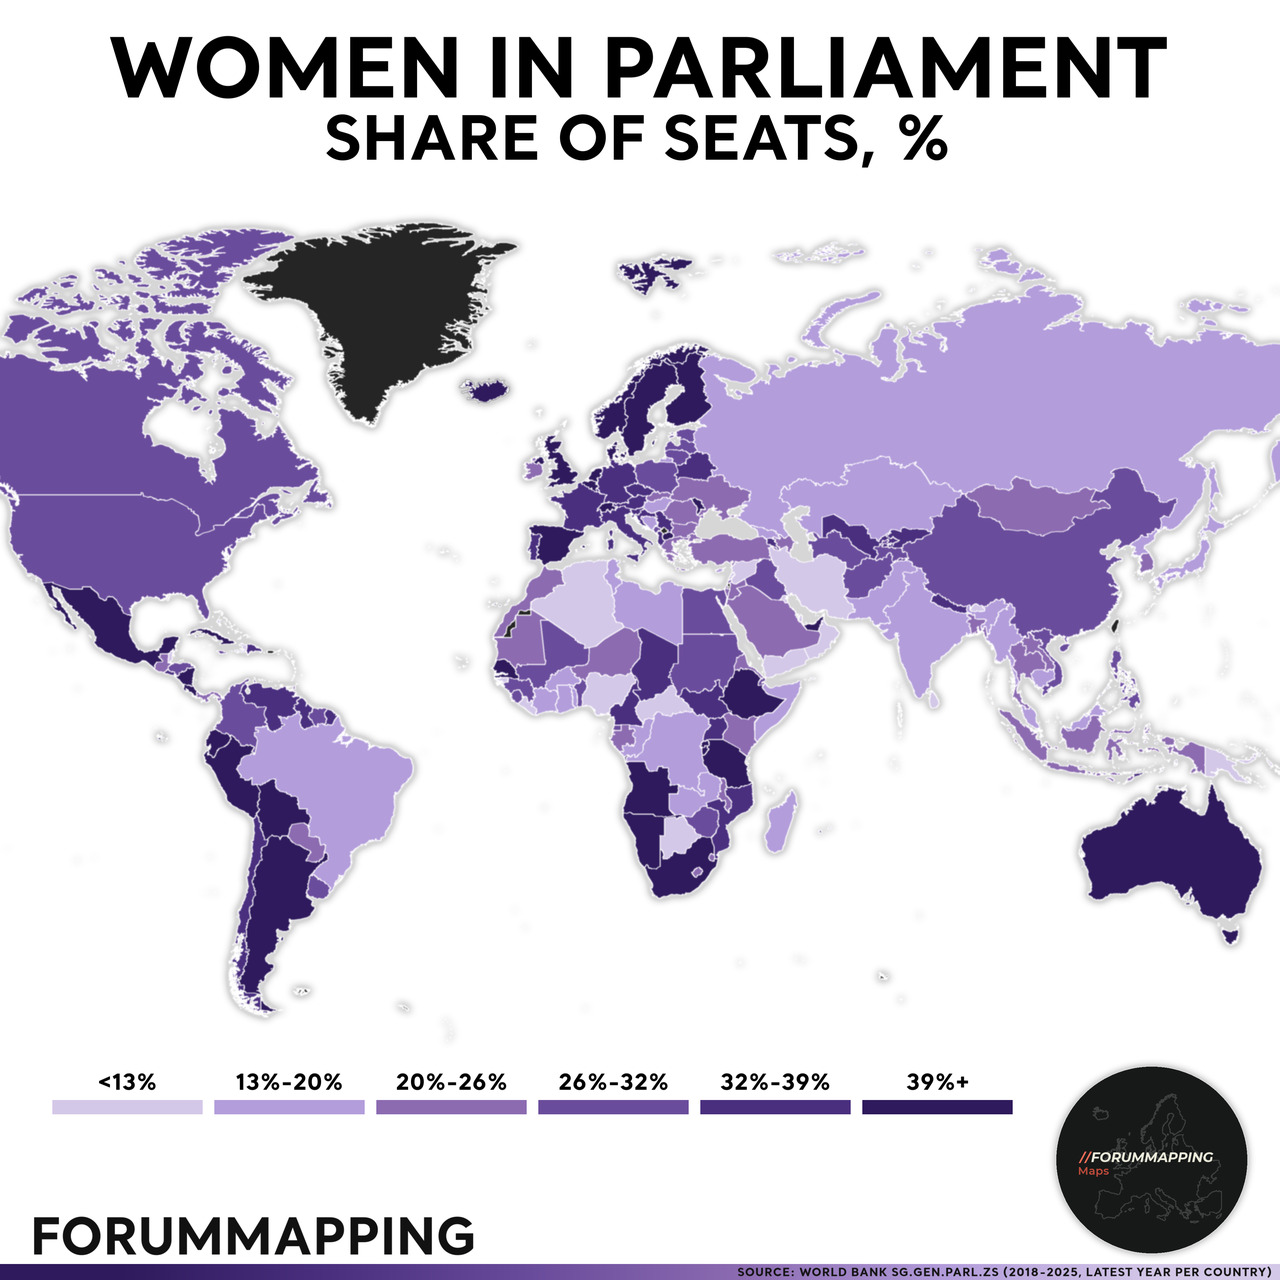 WOMEN IN PARLIAMENT
SHARE OF SEATS, %
<13%
13%-20%
20%-26%
26%-32%
32%-39%
39%+
//FORUMMAPPING
Maps
FORUMMAPPING
SOURCE: WORLD BANK SG.GEN.PARL.ZS (2018-2025, LATEST YEAR PER COUNTRY)